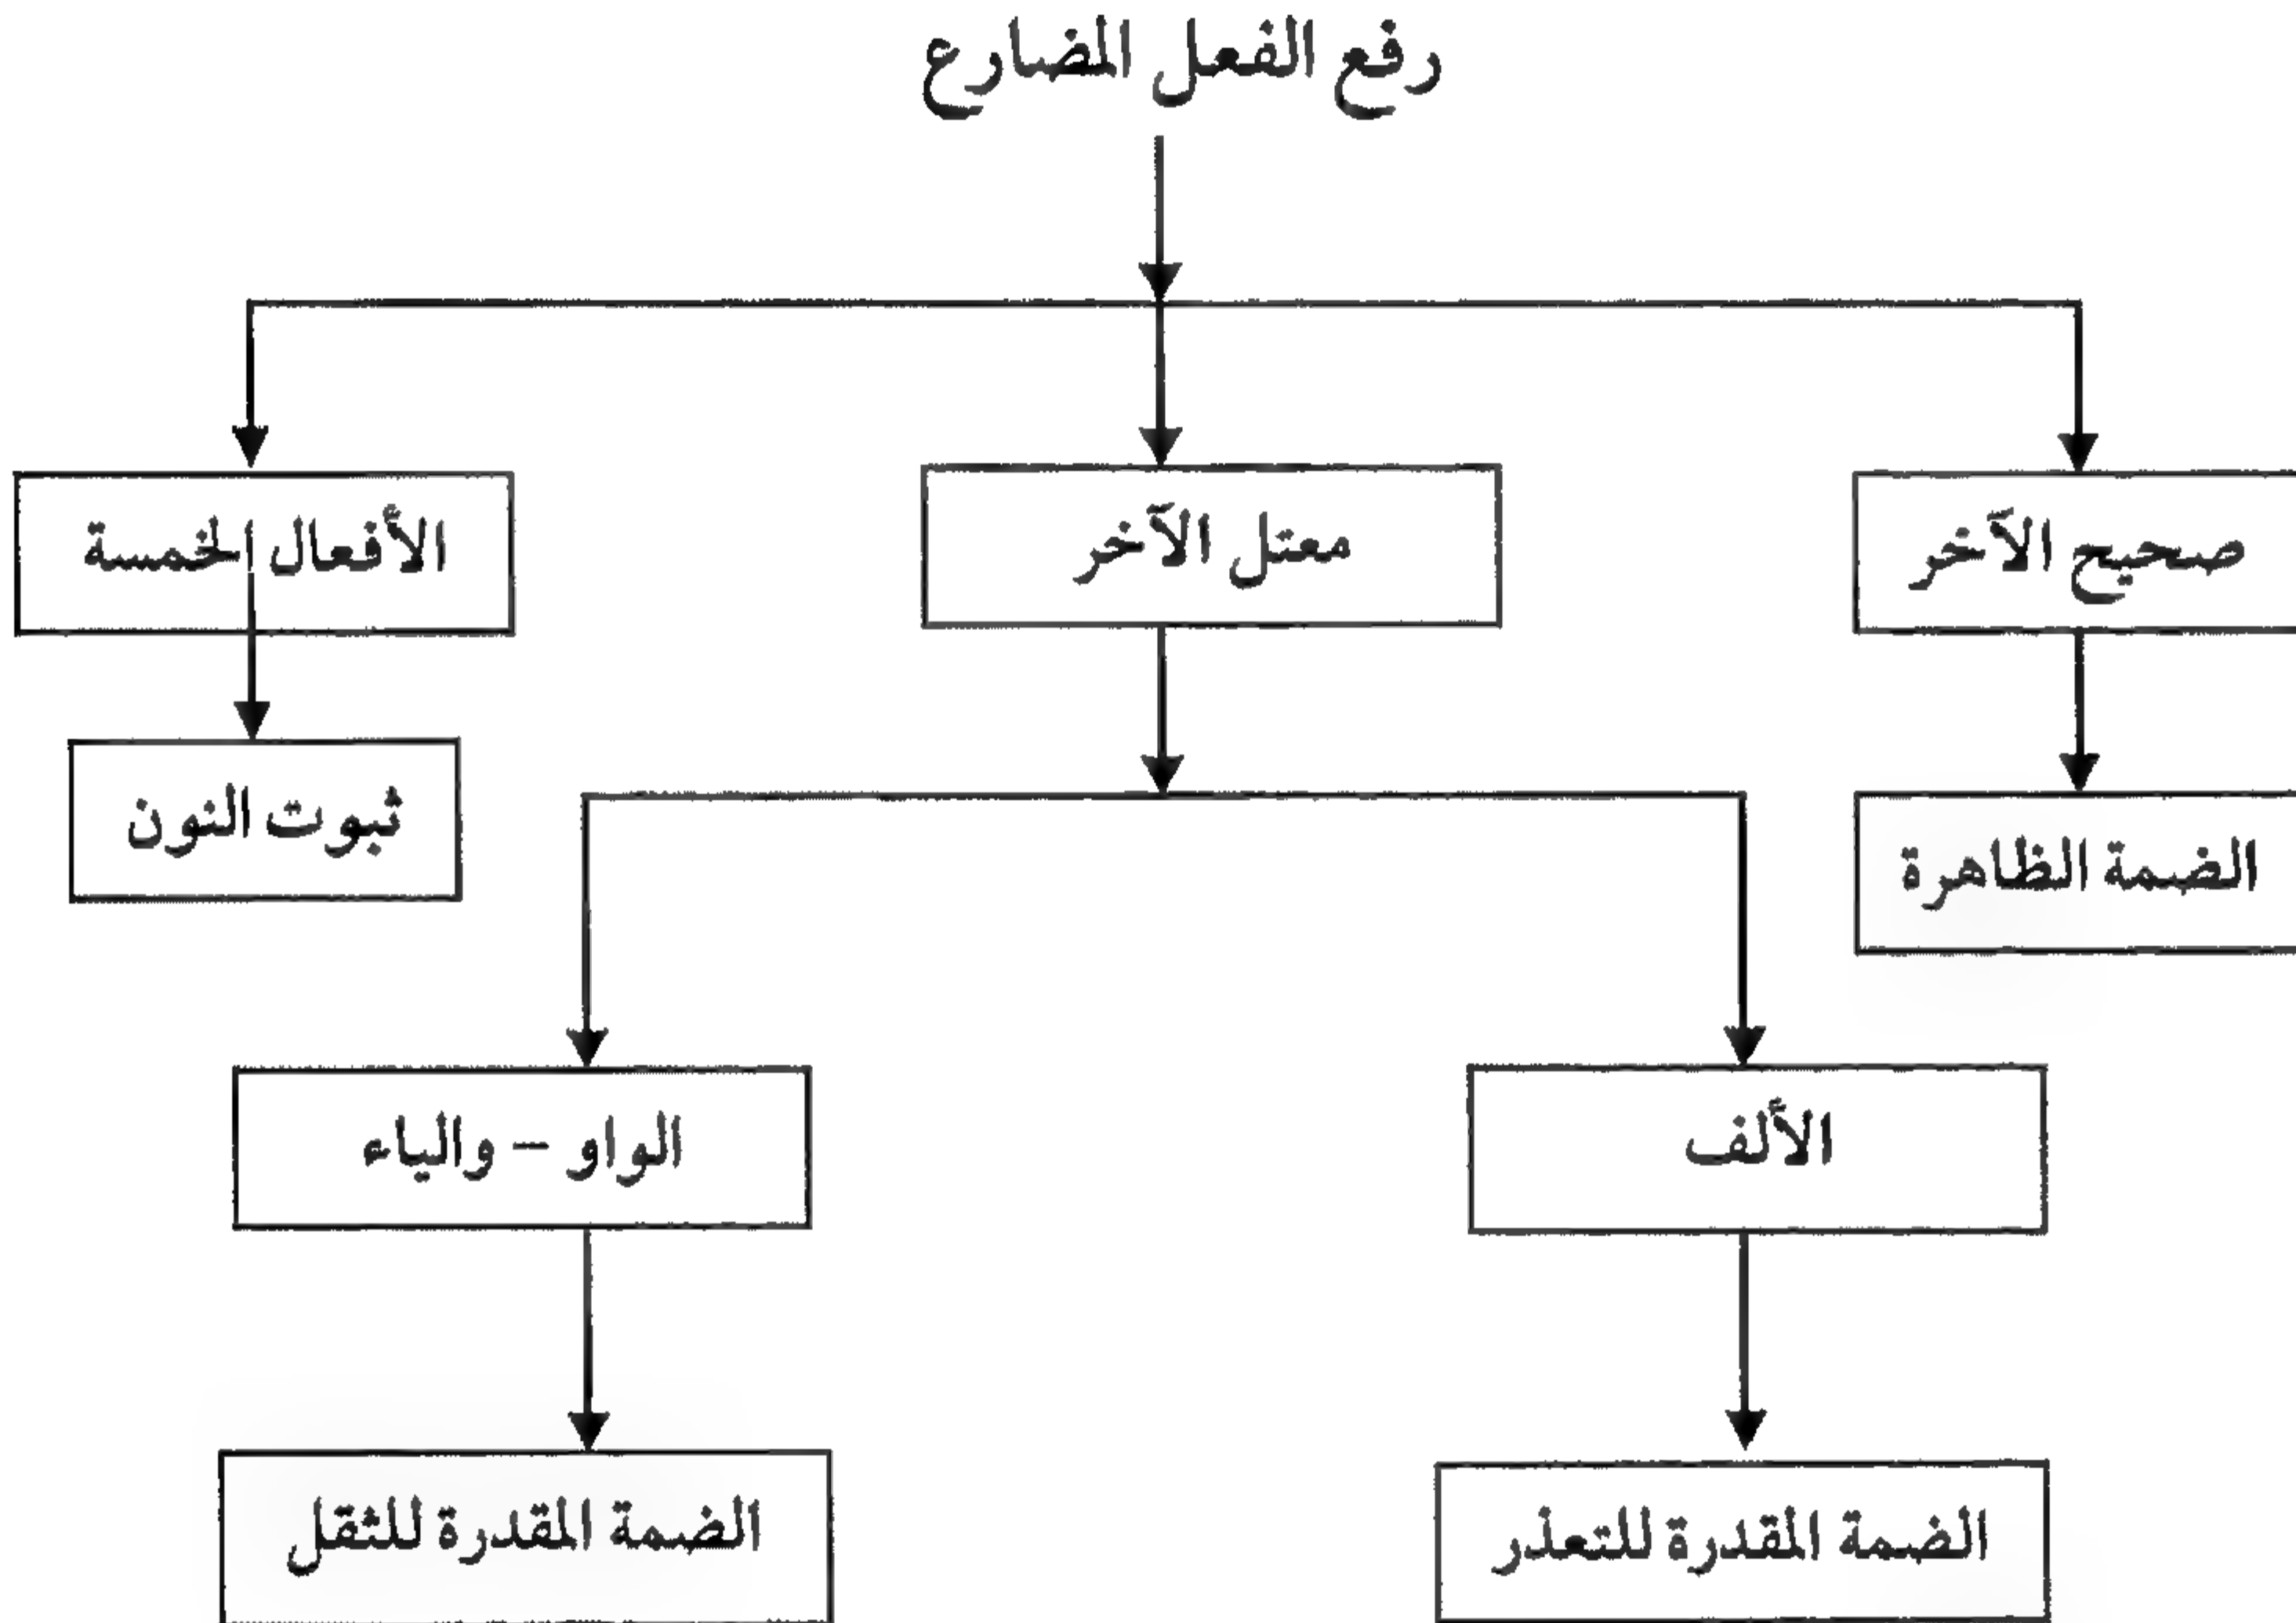 رفع الفعل المضارع
صحيح الآخر
معتل الآخر
الأفعال الخمسة
الضمة الظاهرة
ثبوت النون
الألف
الواو – والياء
الضمة المقدرة للتعذر
الضمة المقدرة للثقل